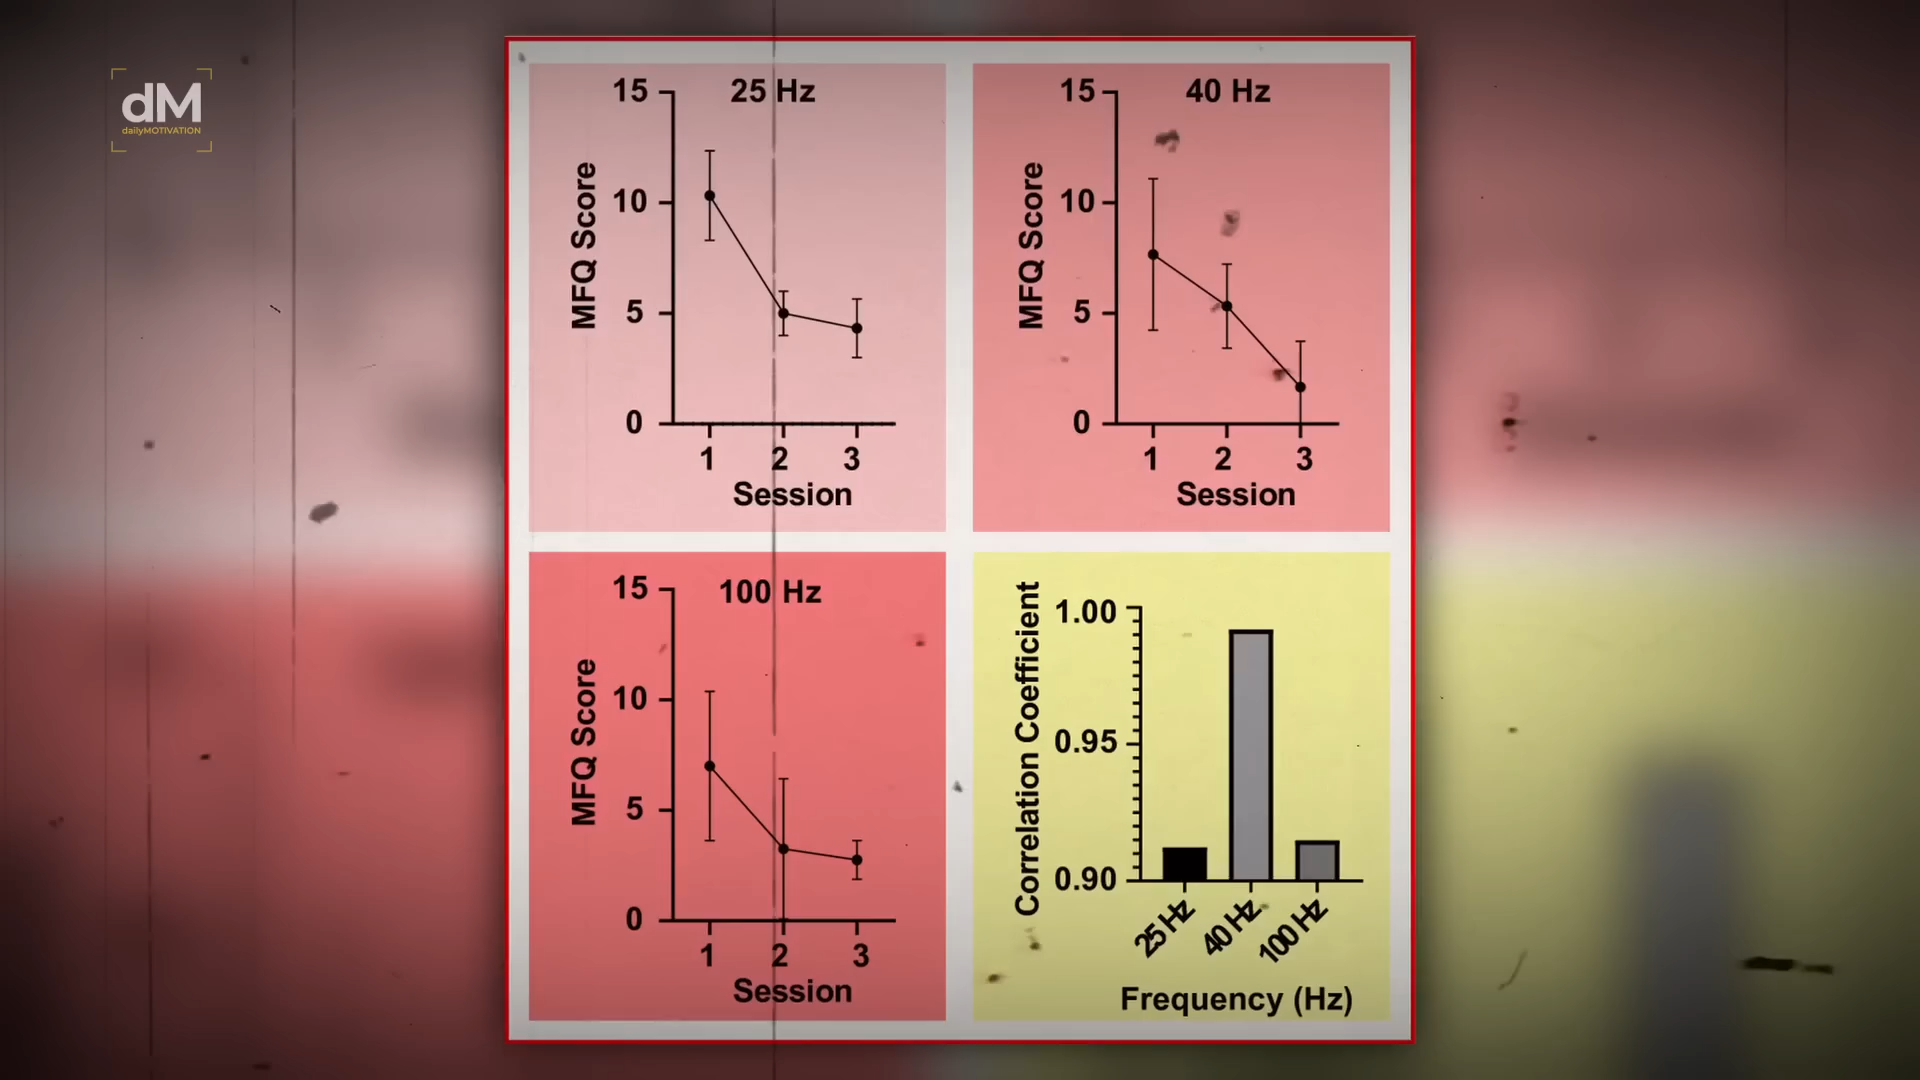 dM
dailyMOTIVATION
25 Hz
MFQ Score
15
10
5
0
1 2 3
Session
40 Hz
MFQ Score
15
10
5
0
1 2 3
Session
100 Hz
MFQ Score
15
10
5
0
1 2 3
Session
Correlation Coefficient
1.00
0.95
0.90
25 Hz 40 Hz 100 Hz
Frequency (Hz)